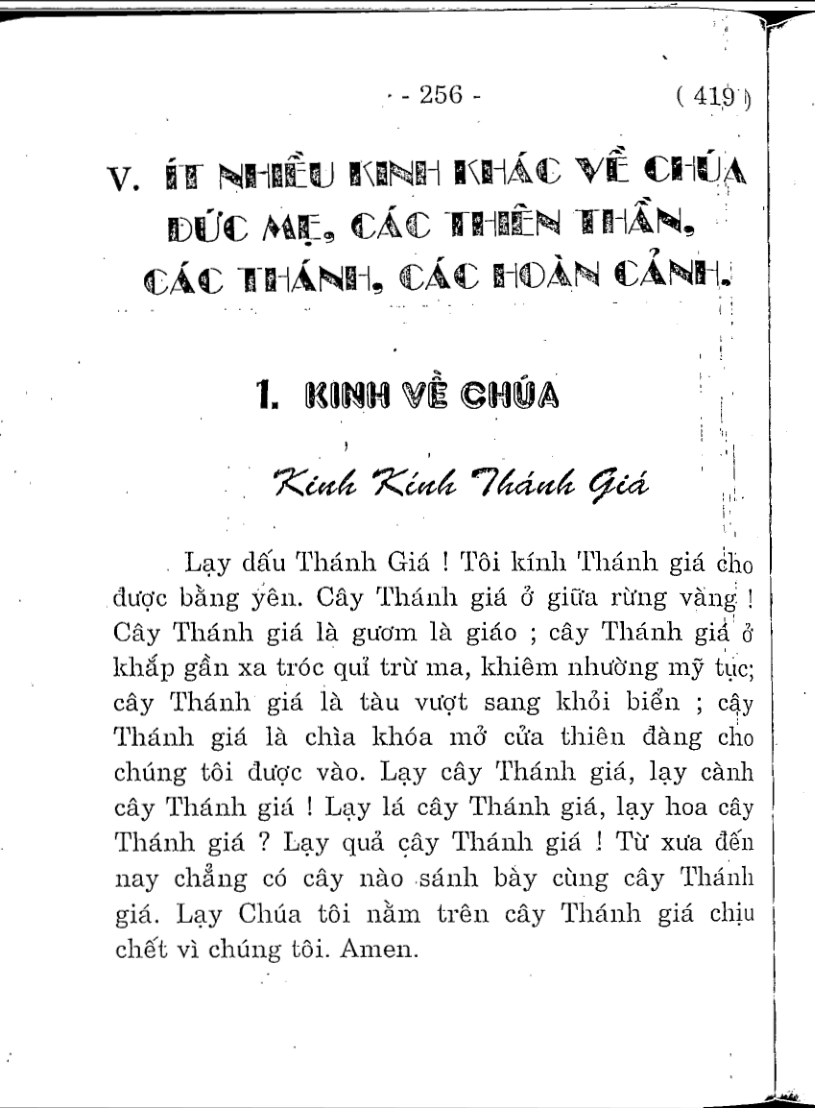 - 256 - ( 419 )
V. ÍT NHIỀU KINH KHÁC VỀ CHÚA
ĐỨC MẸ, CÁC THIÊN THẦN,
CÁC THÁNH, CÁC HOÀN CẢNH.
1. KINH VỀ CHÚA
Kinh Kính Thánh Giá
Lạy dấu Thánh Giá ! Tôi kính Thánh giá cho
được bằng yên. Cây Thánh giá ở giữa rừng vàng !
Cây Thánh giá là gươm là giáo ; cây Thánh giá ở
khắp gần xa tróc quỉ trừ ma, khiêm nhường mỹ tục;
cây Thánh giá là tàu vượt sang khỏi biển ; cậy
Thánh giá là chìa khóa mở cửa thiên đàng cho
chúng tôi được vào. Lạy cây Thánh giá, lạy cành
cây Thánh giá ! Lạy lá cây Thánh giá, lạy hoa cây
Thánh giá ? Lạy quả cây Thánh giá ! Từ xưa đến
nay chẳng có cây nào sánh bày cùng cây Thánh
giá. Lạy Chúa tôi nằm trên cây Thánh giá chịu
chết vì chúng tôi. Amen.